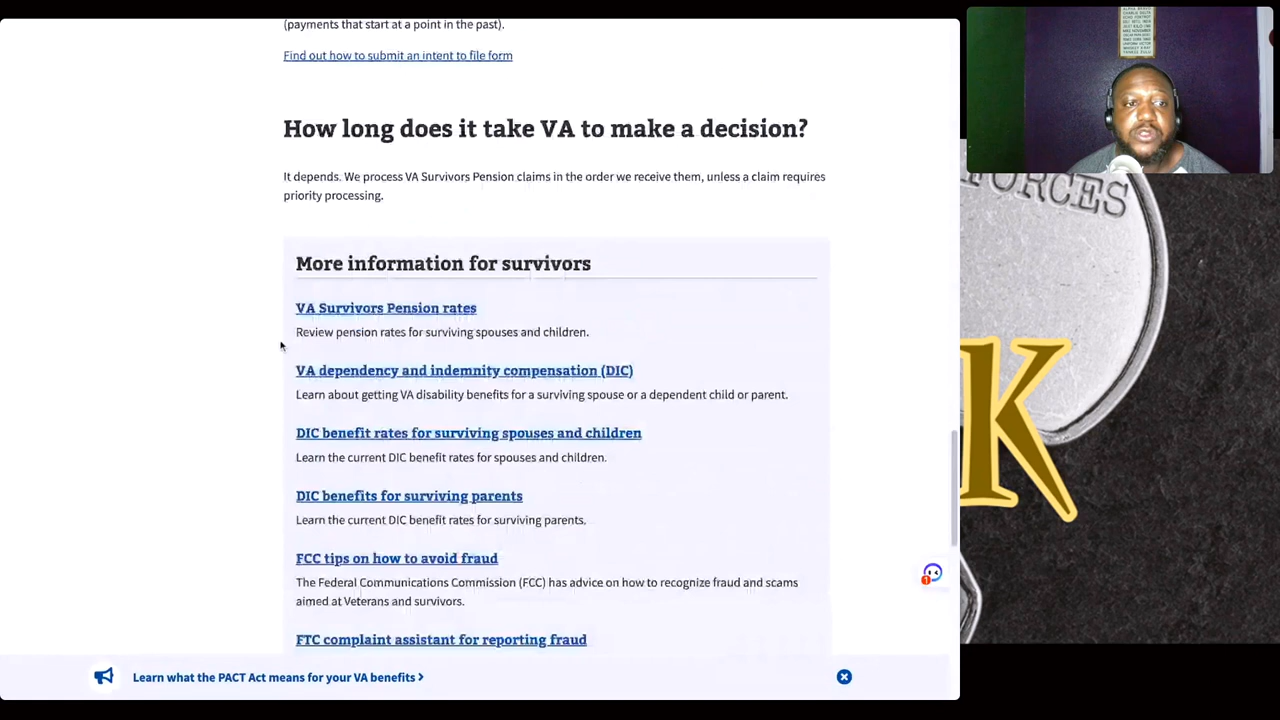 (payments that start at a point in the past).
Find out how to submit an intent to file form
How long does it take VA to make a decision?
It depends. We process VA Survivors Pension claims in the order we receive them, unless a claim requires
priority processing.
More information for survivors
VA Survivors Pension rates
Review pension rates for surviving spouses and children.
VA dependency and indemnity compensation (DIC)
Learn about getting VA disability benefits for a surviving spouse or a dependent child or parent.
DIC benefit rates for surviving spouses and children
Learn the current DIC benefit rates for spouses and children.
DIC benefits for surviving parents
Learn the current DIC benefit rates for surviving parents.
FCC tips on how to avoid fraud
The Federal Communications Commission (FCC) has advice on how to recognize fraud and scams
aimed at Veterans and survivors.
FTC complaint assistant for reporting fraud
1
Learn what the PACT Act means for your VA benefits >
FORCES
K